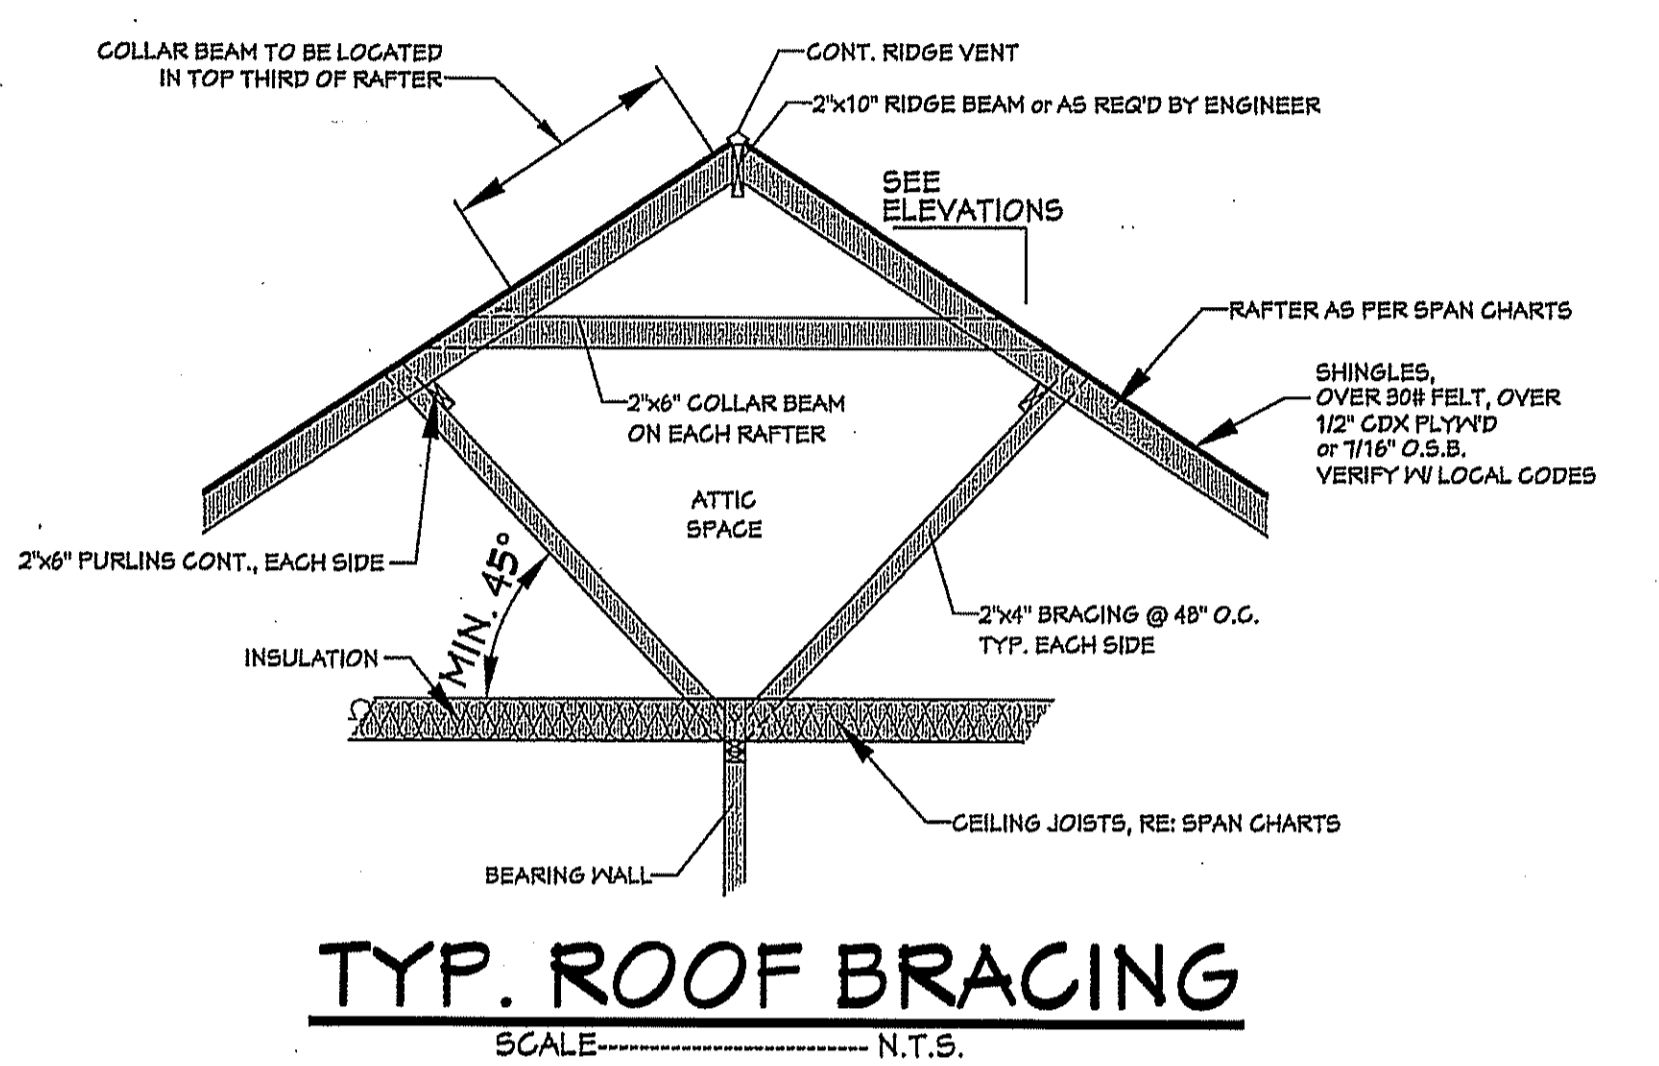 COLLAR BEAM TO BE LOCATED
IN TOP THIRD OF RAFTER
CONT. RIDGE VENT
2"x10" RIDGE BEAM or AS REQ'D BY ENGINEER
SEE
ELEVATIONS
RAFTER AS PER SPAN CHARTS
SHINGLES,
OVER 30# FELT, OVER
1/2" CDX PLYW'D
or 7/16" O.S.B.
VERIFY W/ LOCAL CODES
2"x6" COLLAR BEAM
ON EACH RAFTER
ATTIC
SPACE
2"x6" PURLINS CONT., EACH SIDE
MIN. 45°
2"x4" BRACING @ 48" O.C.
TYP. EACH SIDE
INSULATION
CEILING JOISTS, RE: SPAN CHARTS
BEARING WALL
TYP. ROOF BRACING
SCALE--------------------------- N.T.S.